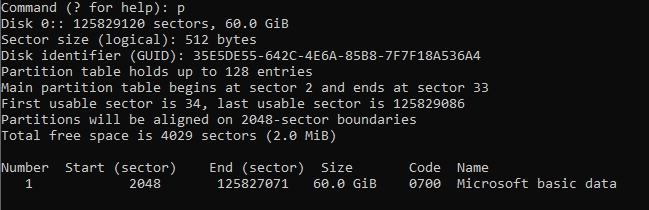 Command (? for help): p
Disk 0:: 125829120 sectors, 60.0 GiB
Sector size (logical): 512 bytes
Disk identifier (GUID): 35E5DE55-642C-4E6A-85B8-7F7F18A536A4
Partition table holds up to 128 entries
Main partition table begins at sector 2 and ends at sector 33
First usable sector is 34, last usable sector is 125829086
Partitions will be aligned on 2048-sector boundaries
Total free space is 4029 sectors (2.0 MiB)
Number  Start (sector)    End (sector)  Size       Code  Name
   1            2048       125827071   60.0 GiB    0700  Microsoft basic data